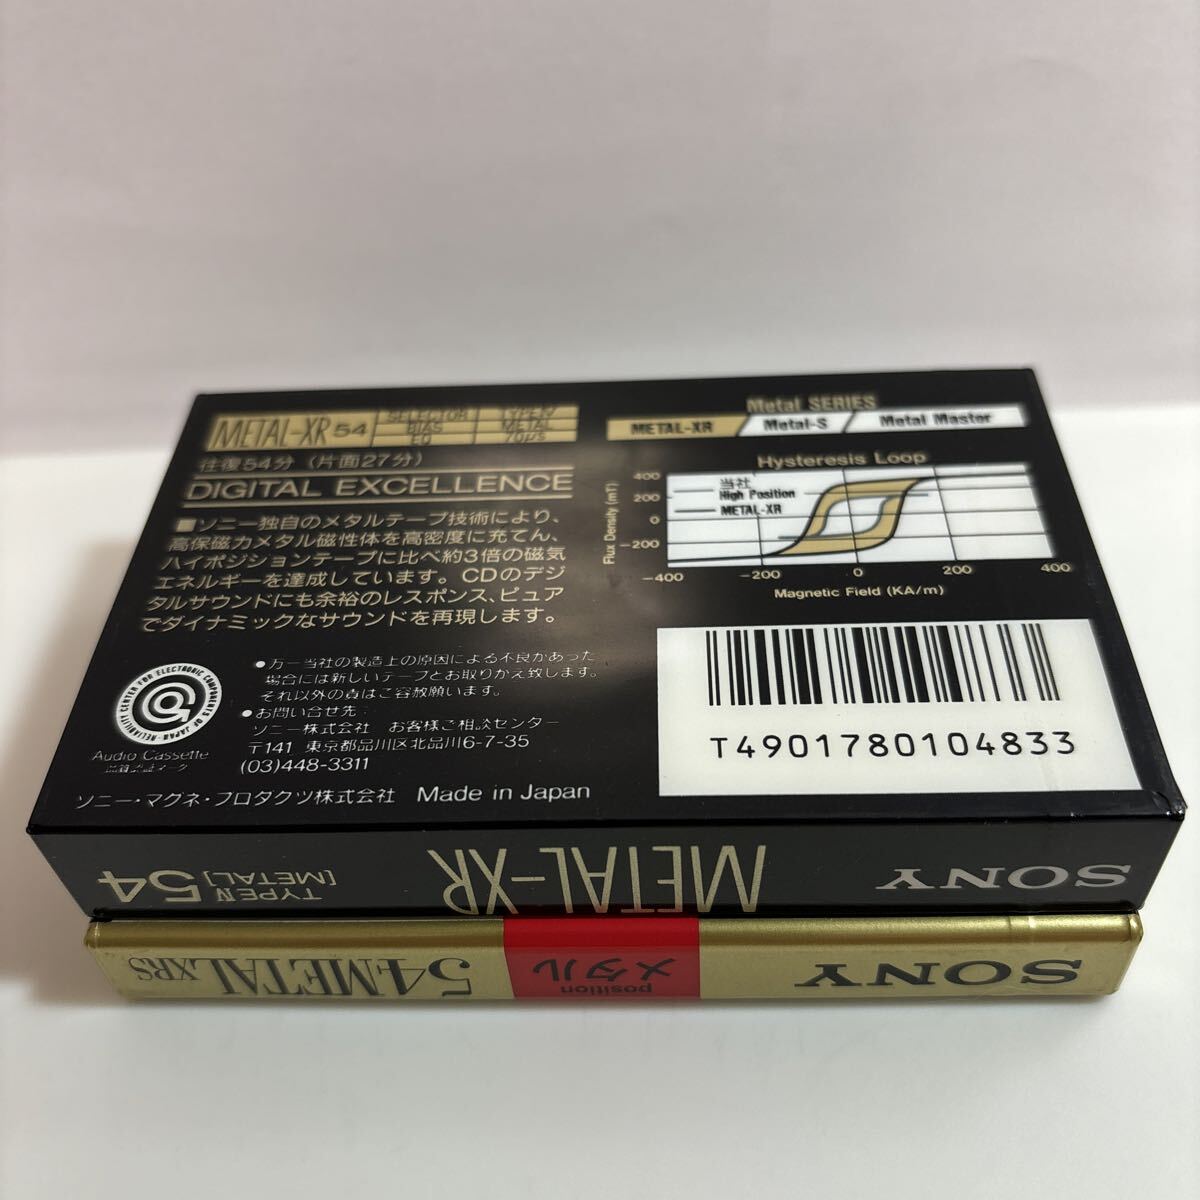 METAL-XR 54
SELECTOR TYPE IV
BIAS METAL
EQ 70μs
往復54分 (片面27分)
DIGITAL EXCELLENCE
■ソニー独自のメタルテープ技術により、
高保磁力メタル磁性体を高密度に充てん、
ハイポジションテープに比べ約3倍の磁気
エネルギーを達成しています。CDのデジ
タルサウンドにも余裕のレスポンス、ピュア
でダイナミックなサウンドを再現します。
●万一当社の製造上の原因による不良があった
場合には新しいテープとお取りかえ致します。
それ以外の責はご容赦願います。
●お問い合せ先
ソニー株式会社 お客様ご相談センター
〒141 東京都品川区北品川6-7-35
(03)448-3311
RELIABILITY CENTER FOR ELECTRONIC COMPONENTS OF JAPAN
Audio Cassette
ソニー・マグネ・プロダクツ株式会社 Made in Japan
Metal SERIES
METAL-XR Metal-S Metal Master
Hysteresis Loop
Flux Density (mT)
400
200
0
-200
当社
High Position
METAL-XR
-400 -200 0 200 400
Magnetic Field (KA/m)
T4901780104833
SONY
METAL-XR
54
TYPE IV
[METAL]
SONY
position
メタル
54METAL XRS